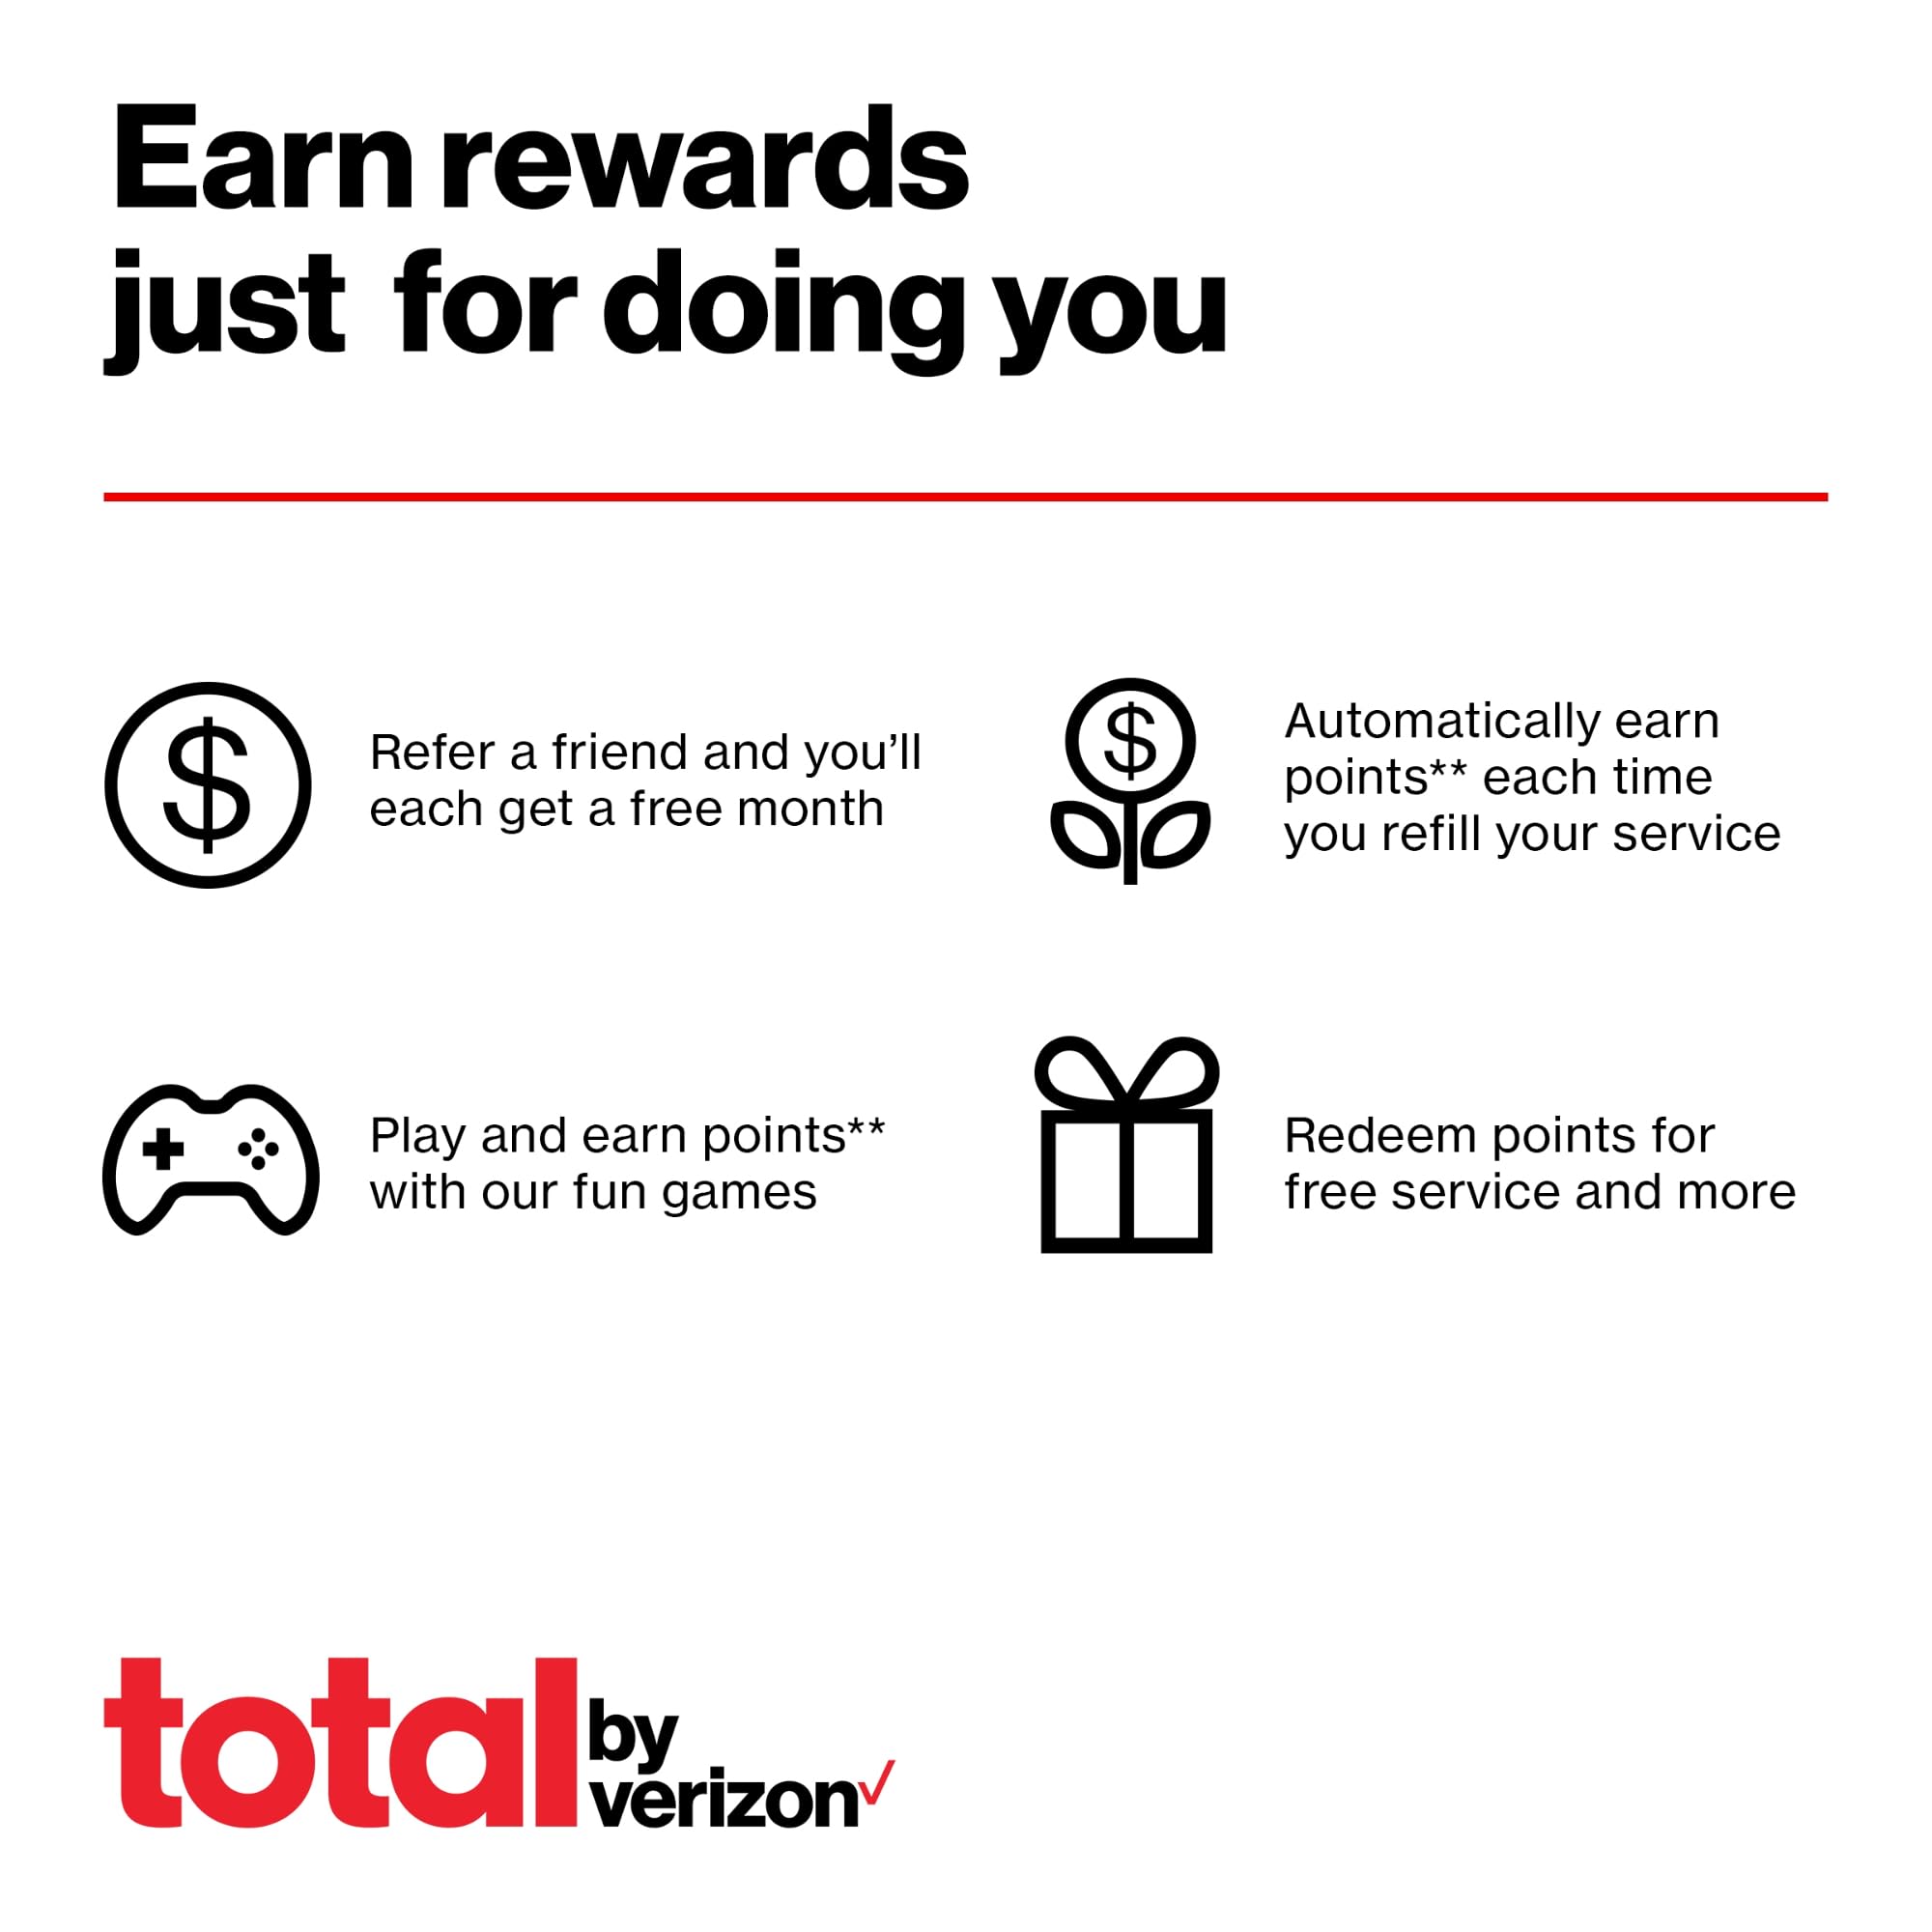 Earn rewards
just for doing you
$
Refer a friend and you’ll
each get a free month
$
Automatically earn
points** each time
you refill your service
Play and earn points**
with our fun games
Redeem points for
free service and more
total by
verizon✓